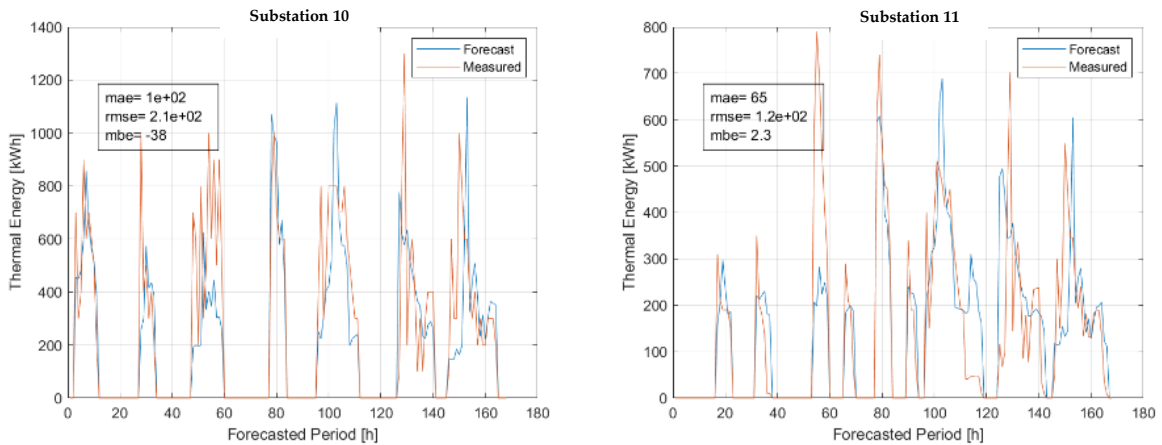 Substation 10
1400
1200
1000
800
600
400
200
0
Thermal Energy [kWh]
0 20 40 60 80 100 120 140 160 180
Forecasted Period [h]
Forecast
Measured
mae= 1e+02
rmse= 2.1e+02
mbe= -38
Substation 11
800
700
600
500
400
300
200
100
0
Thermal Energy [kWh]
0 20 40 60 80 100 120 140 160 180
Forecasted Period [h]
Forecast
Measured
mae= 65
rmse= 1.2e+02
mbe= 2.3